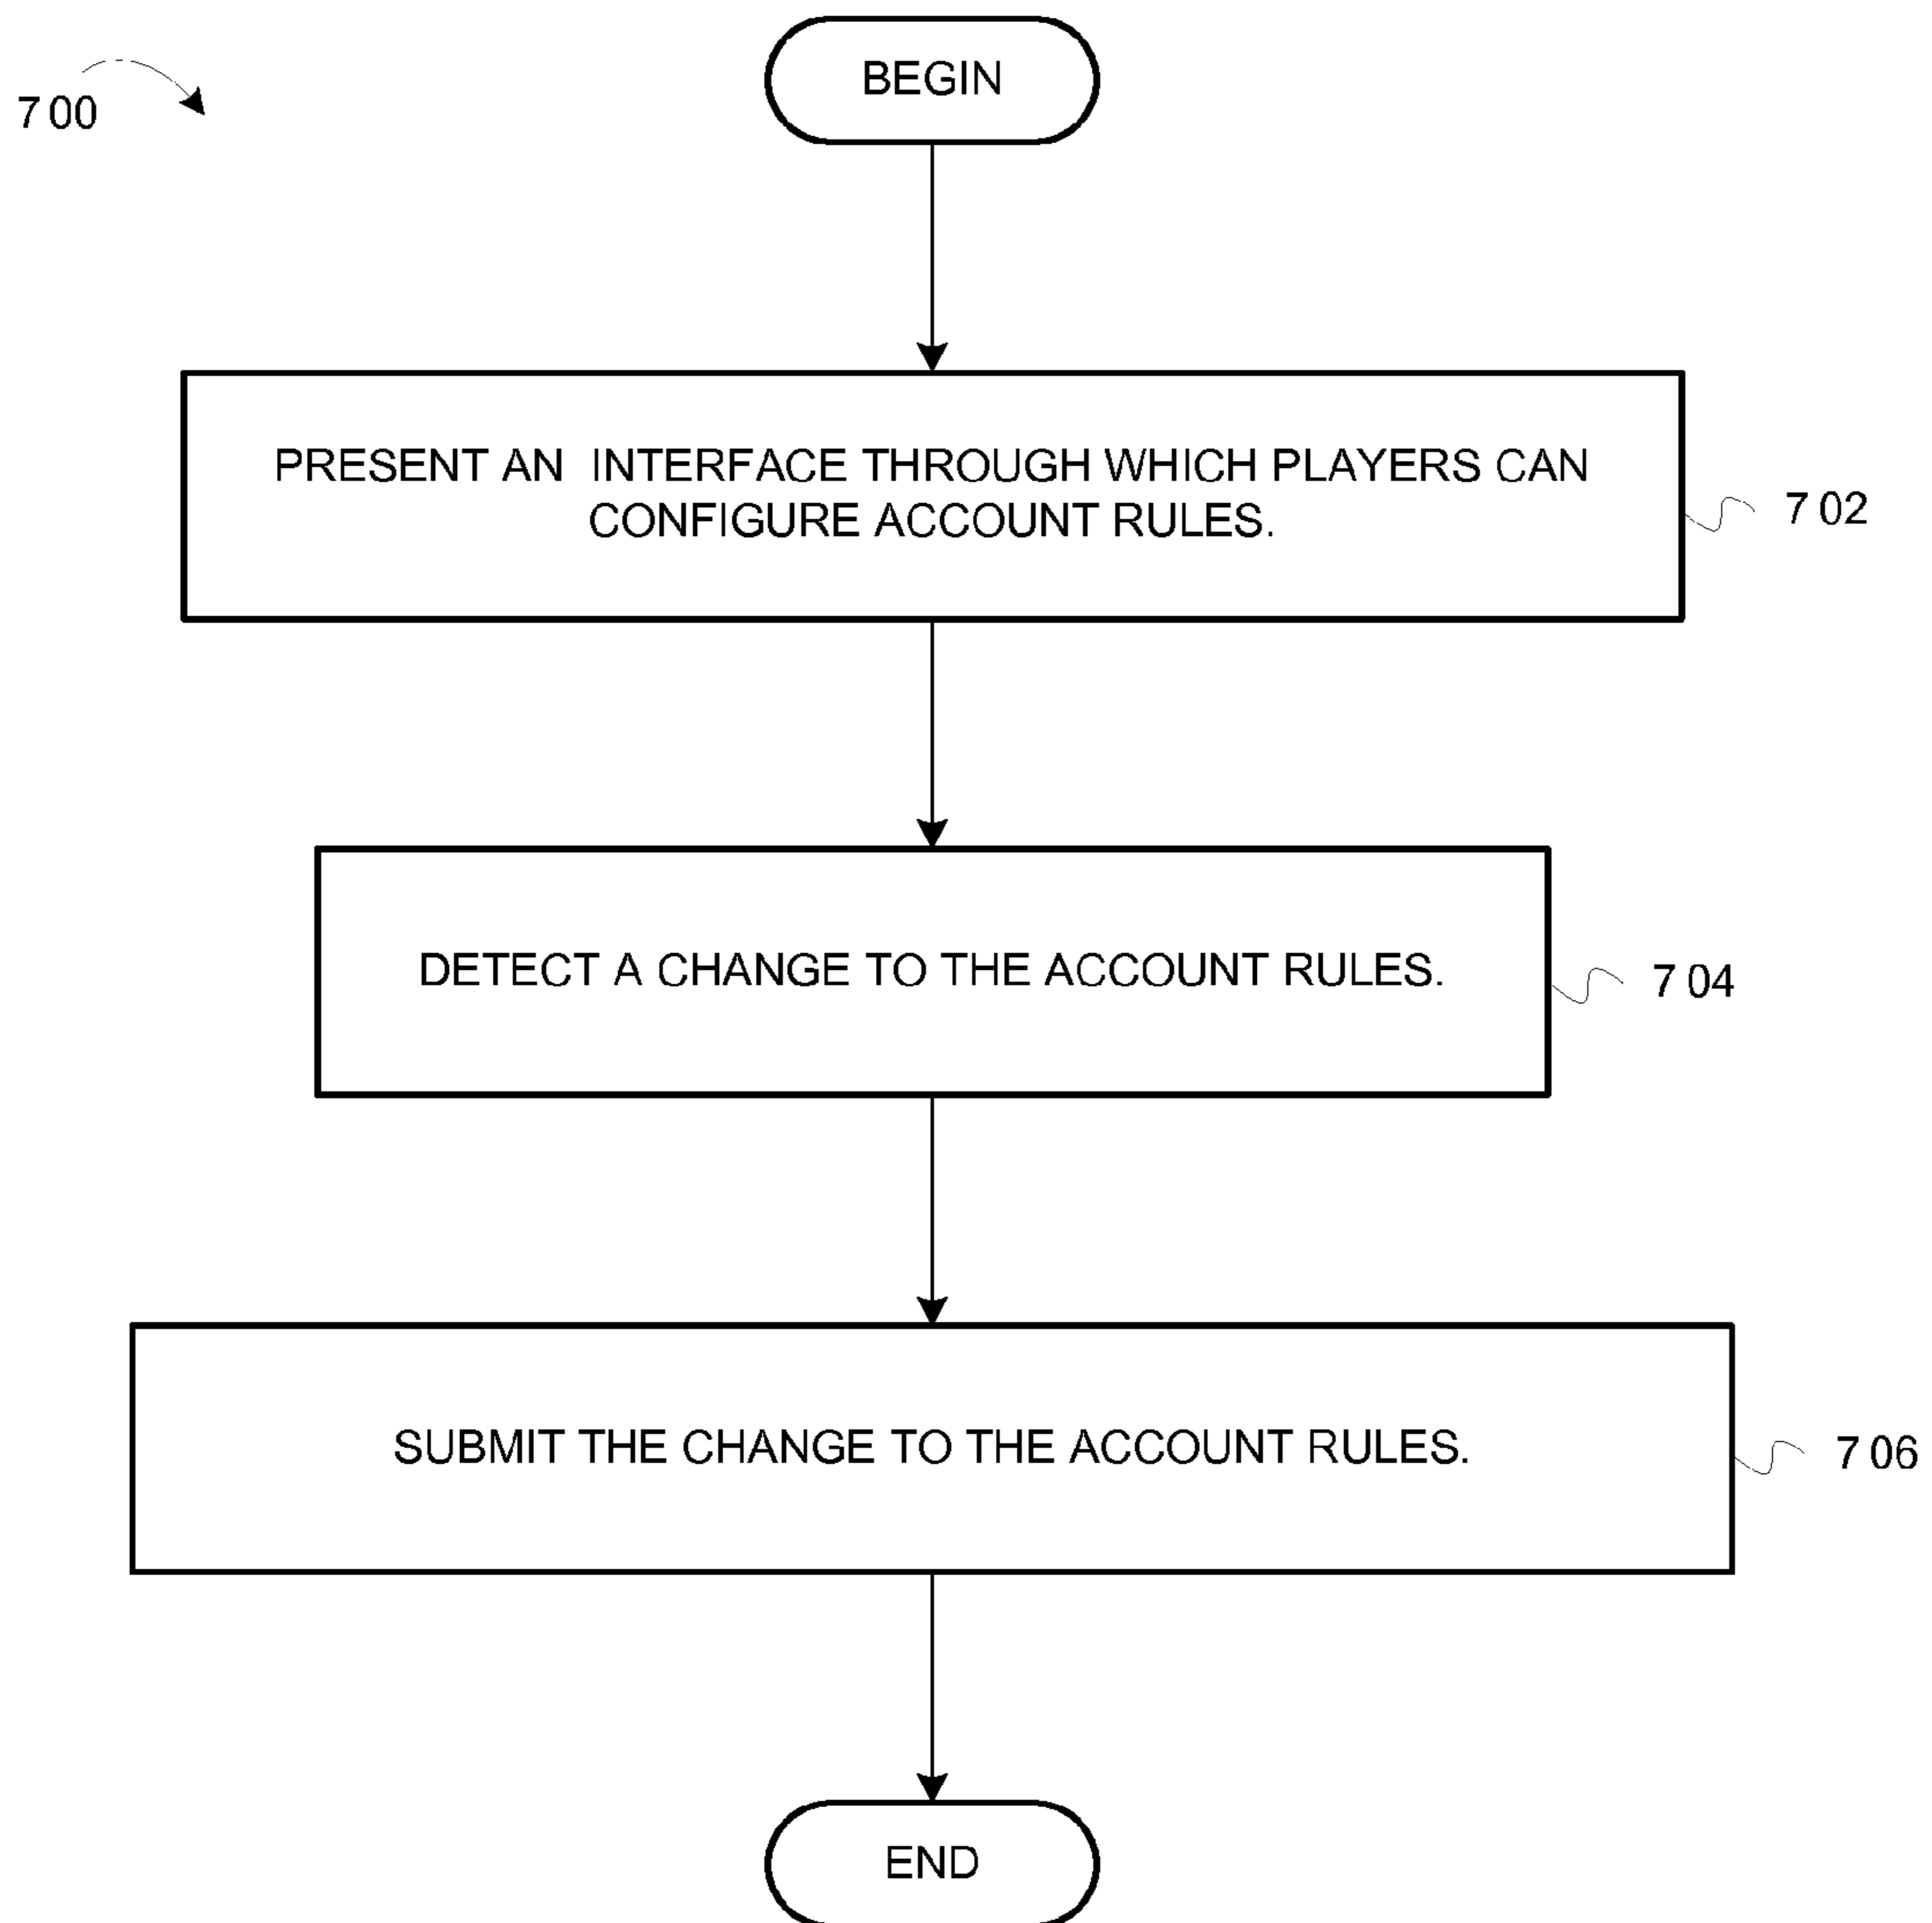 BEGIN
700
PRESENT AN INTERFACE THROUGH WHICH PLAYERS CAN
CONFIGURE ACCOUNT RULES.
702
DETECT A CHANGE TO THE ACCOUNT RULES.
704
SUBMIT THE CHANGE TO THE ACCOUNT RULES.
706
END